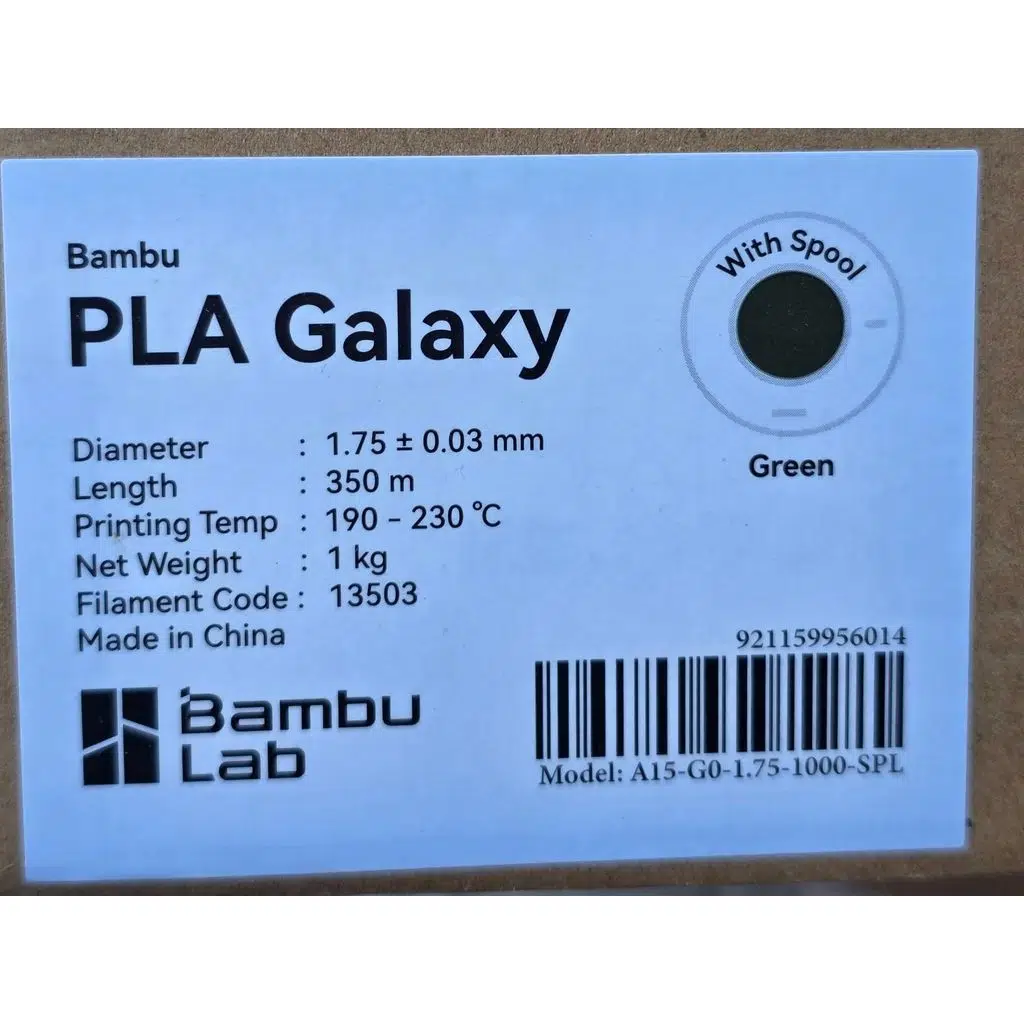 Bambu
PLA Galaxy
With Spool
Green
Diameter : 1.75 ± 0.03 mm
Length : 350 m
Printing Temp : 190 - 230 ℃
Net Weight : 1 kg
Filament Code : 13503
Made in China
Bambu
Lab
921159956014
Model: A15-G0-1.75-1000-SPL